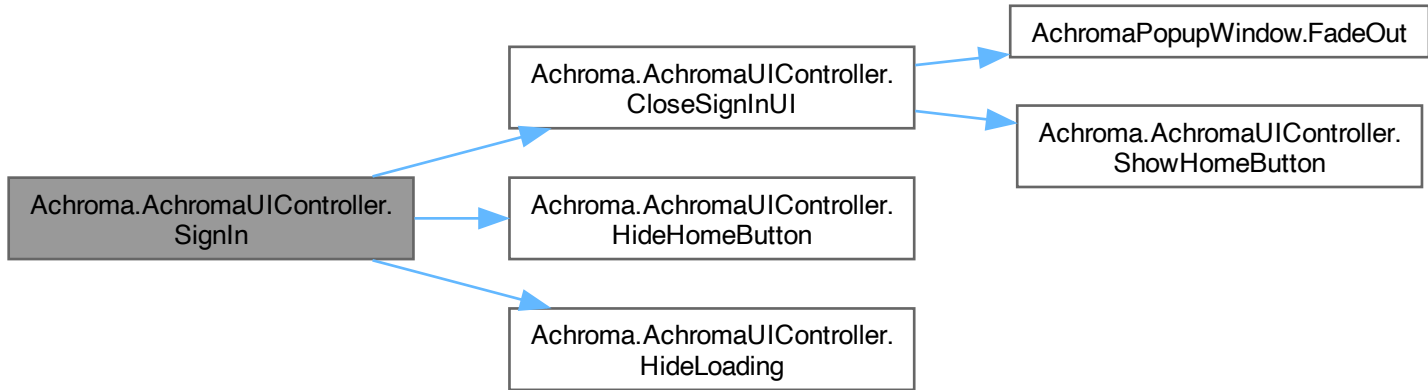 Achroma.AchromaUIController.
SignIn
Achroma.AchromaUIController.
CloseSignInUI
AchromaPopupWindow.FadeOut
Achroma.AchromaUIController.
ShowHomeButton
Achroma.AchromaUIController.
HideHomeButton
Achroma.AchromaUIController.
HideLoading